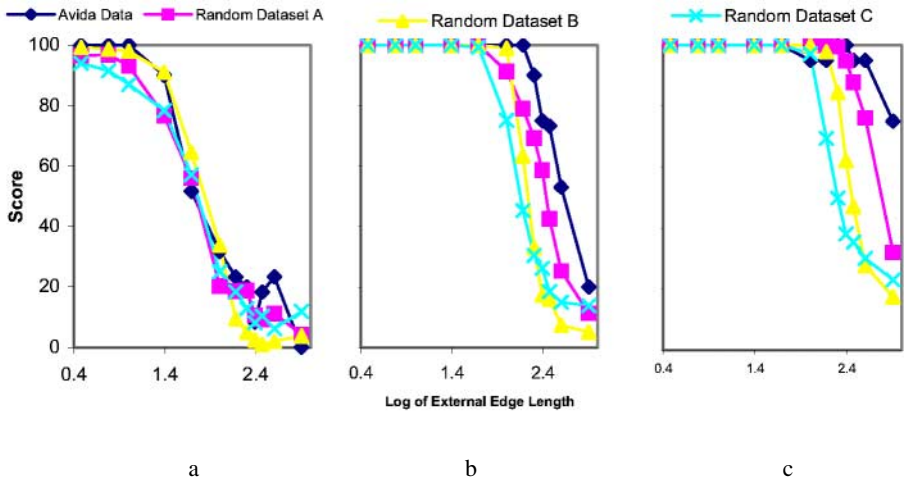 Avida Data Random Dataset A Random Dataset B Random Dataset C
100
80
60
40
20
0
Score
0.4 1.4 2.4 0.4 1.4 2.4 0.4 1.4 2.4
Log of External Edge Length
a b c